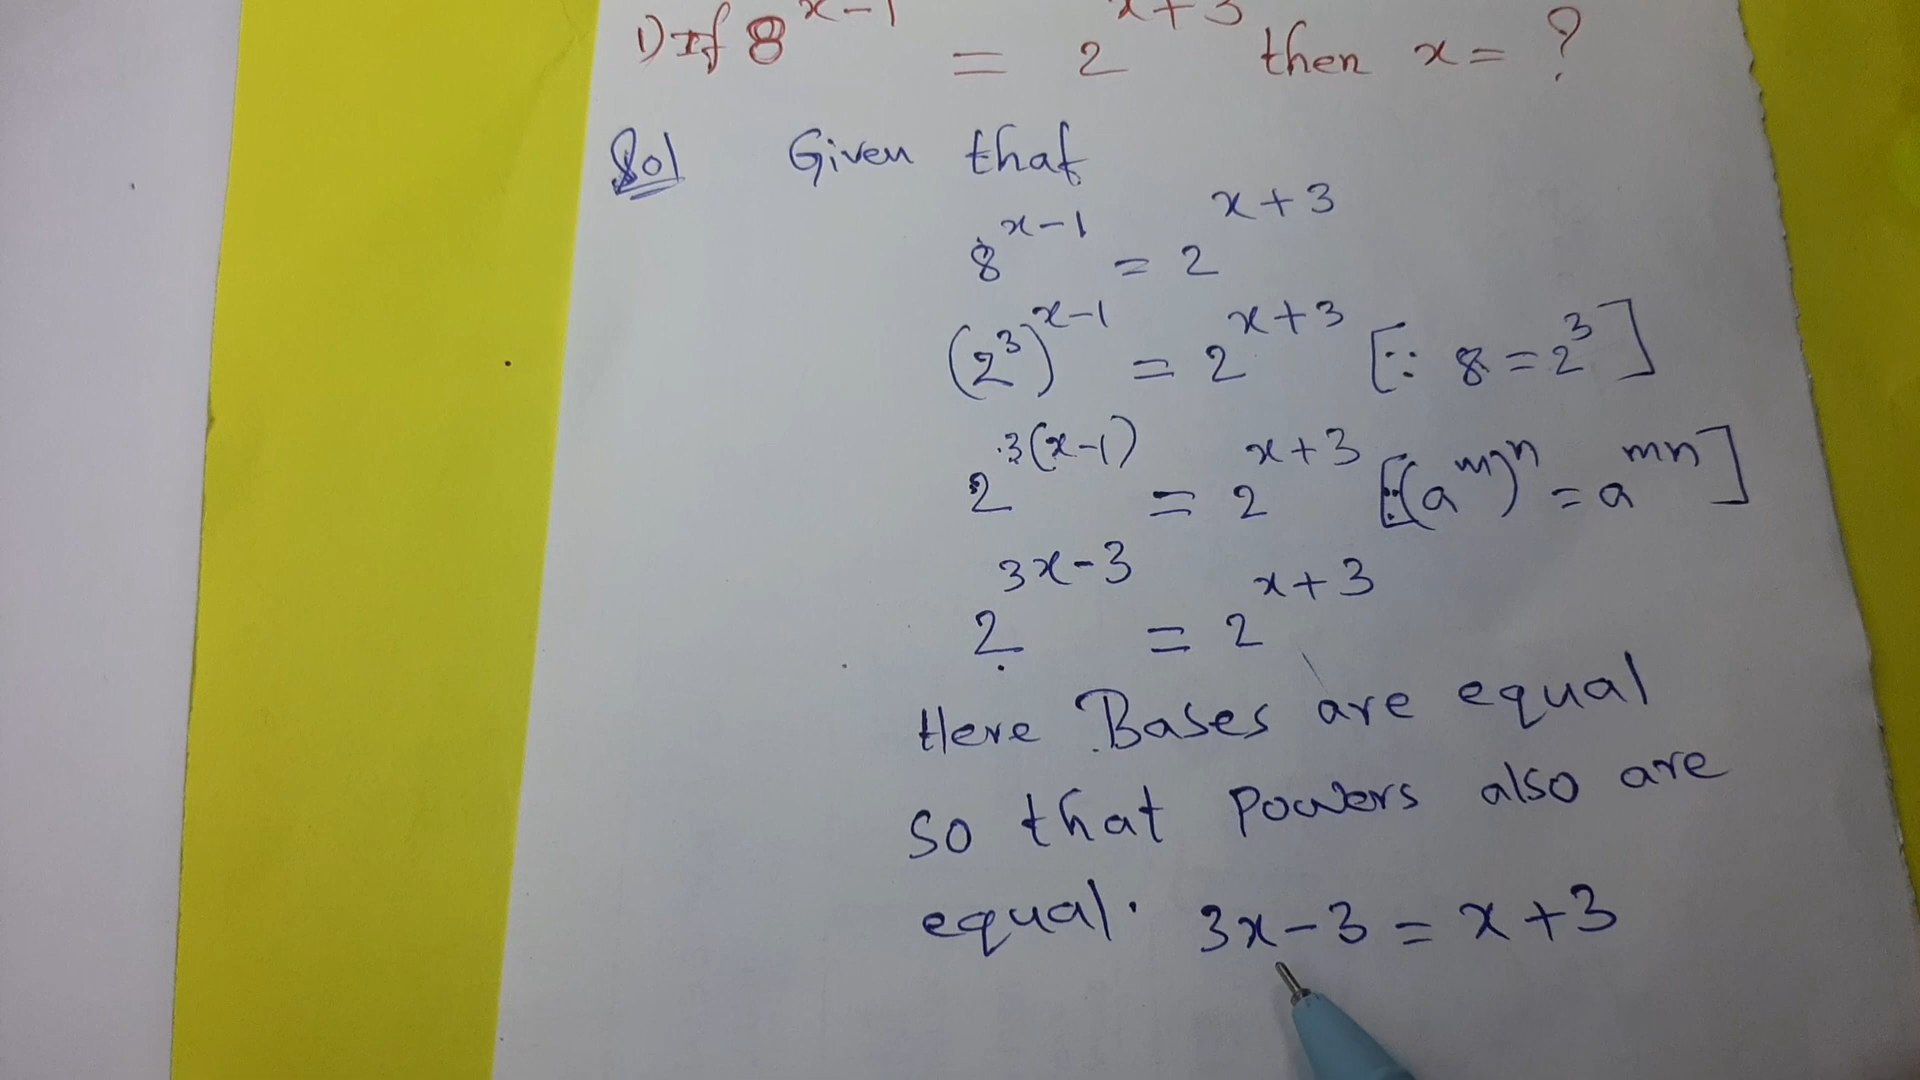 1) If 8^{x-1} = 2^{x+3} then x = ?
Sol Given that
8^{x-1} = 2^{x+3}
(2^3)^{x-1} = 2^{x+3} [∵ 8 = 2^3]
2^{3(x-1)} = 2^{x+3} [∵ (a^m)^n = a^{mn}]
2^{3x-3} = 2^{x+3}
Here Bases are equal
so that powers also are
equal. 3x-3 = x+3